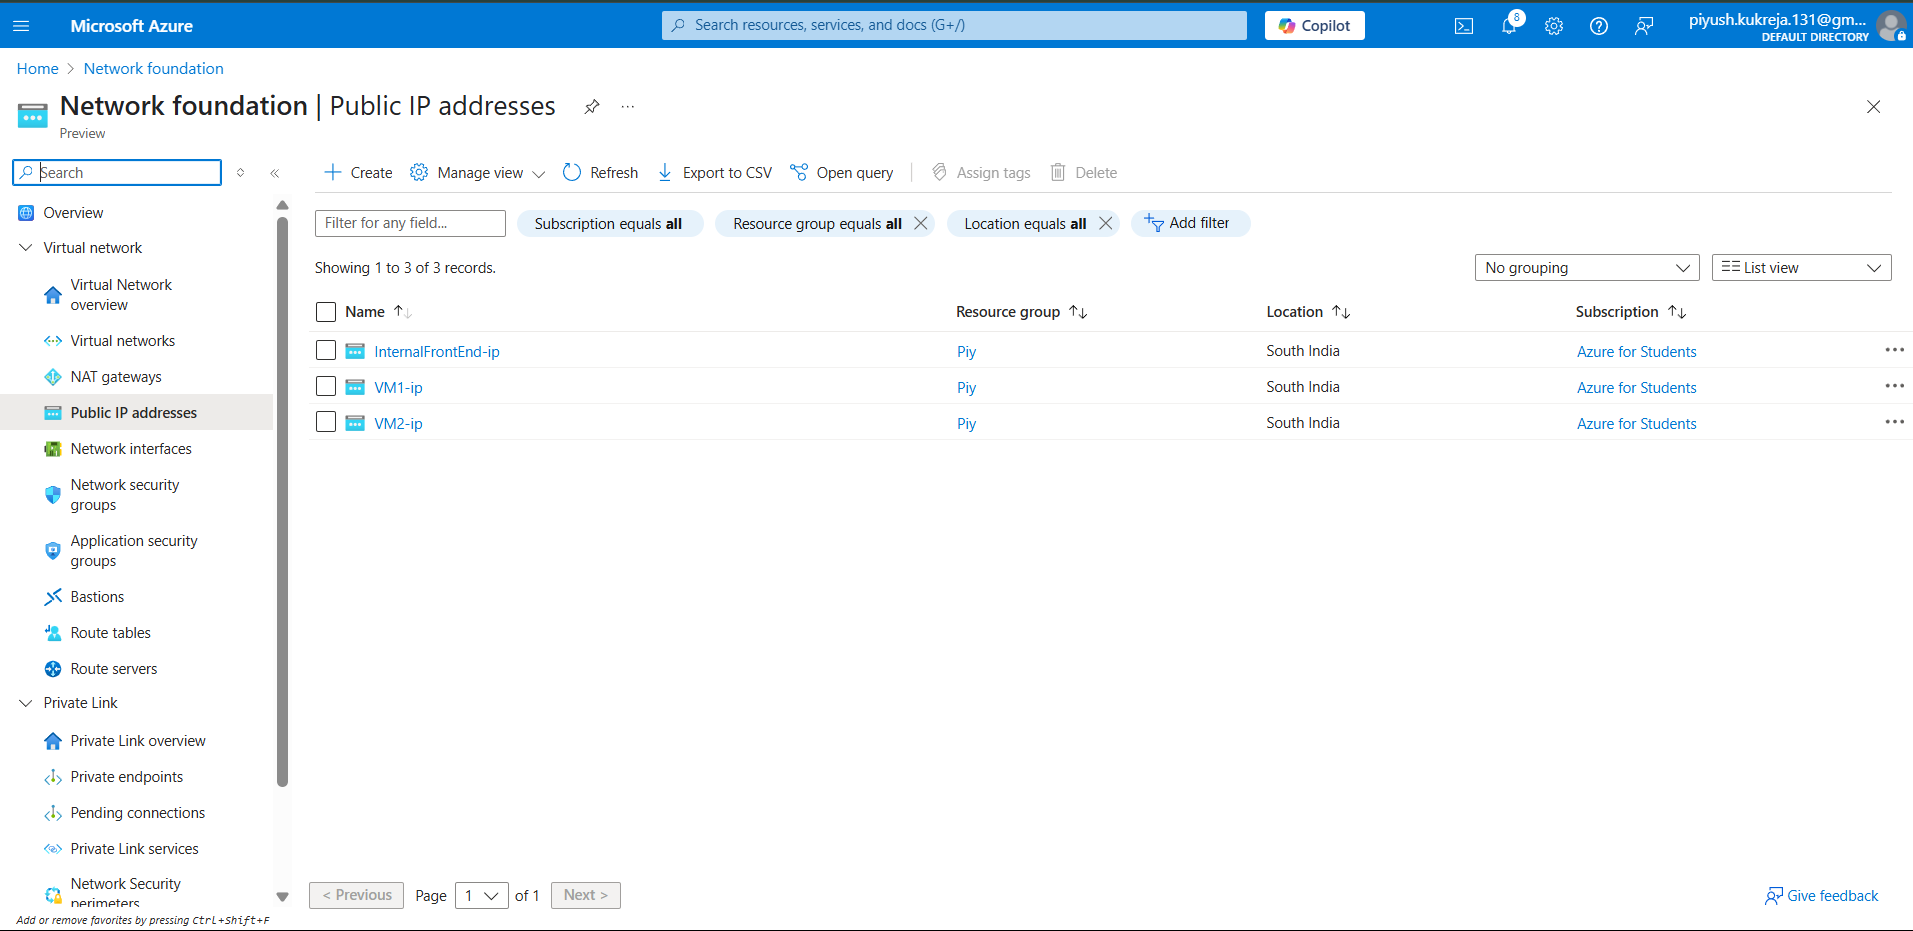 Microsoft Azure
Search resources, services, and docs (G+/)
Copilot
8
piyush.kukreja.131@gm...
DEFAULT DIRECTORY
Home > Network foundation
Network foundation | Public IP addresses
Preview
Search
Create
Manage view
Refresh
Export to CSV
Open query
Assign tags
Delete
Overview
Virtual network
Virtual Network
overview
Virtual networks
NAT gateways
Public IP addresses
Network interfaces
Network security
groups
Application security
groups
Bastions
Route tables
Route servers
Private Link
Private Link overview
Private endpoints
Pending connections
Private Link services
Network Security
perimeters
Add or remove favorites by pressing Ctrl+Shift+F
Filter for any field...
Subscription equals all
Resource group equals all
Location equals all
Add filter
Showing 1 to 3 of 3 records.
No grouping
List view
Name Resource group Location Subscription
InternalFrontEnd-ip Piy South India Azure for Students
VM1-ip Piy South India Azure for Students
VM2-ip Piy South India Azure for Students
< Previous Page 1 of 1 Next >
Give feedback